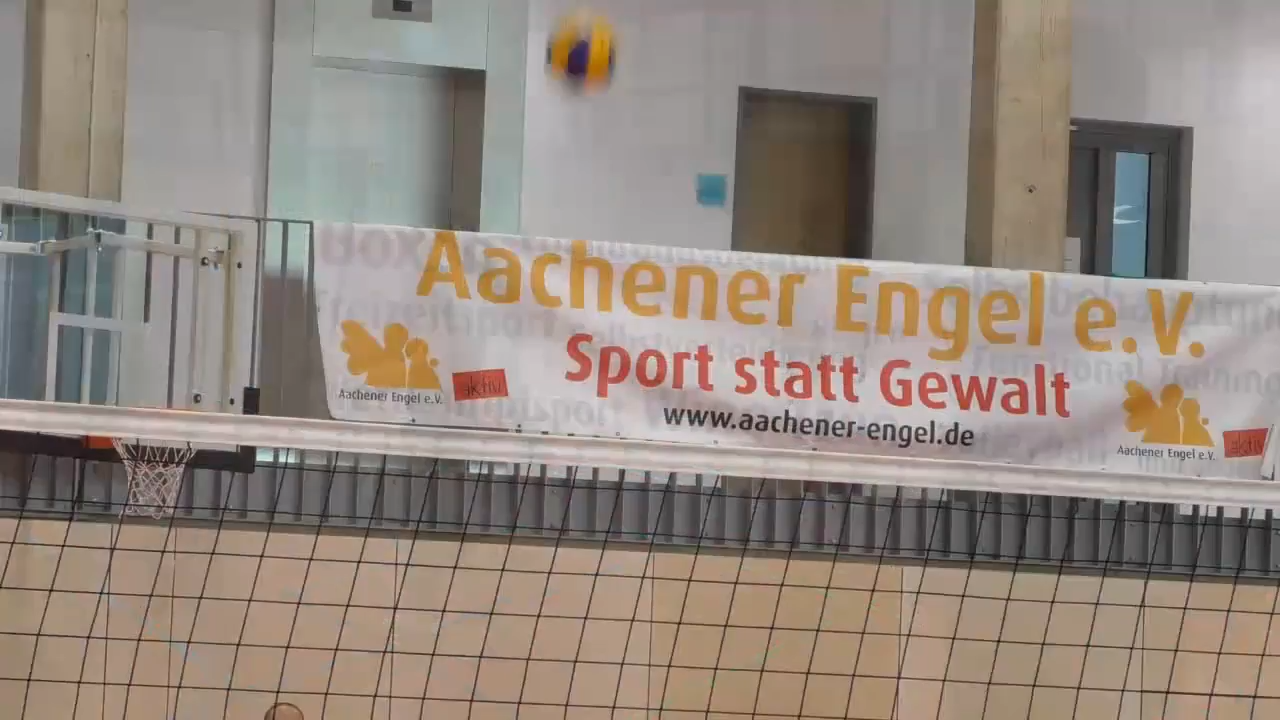 Aachener Engel e.V.
Sport statt Gewalt
www.aachener-engel.de
Aachener Engel e.V.
aktiv
Aachener Engel e.V.
aktiv